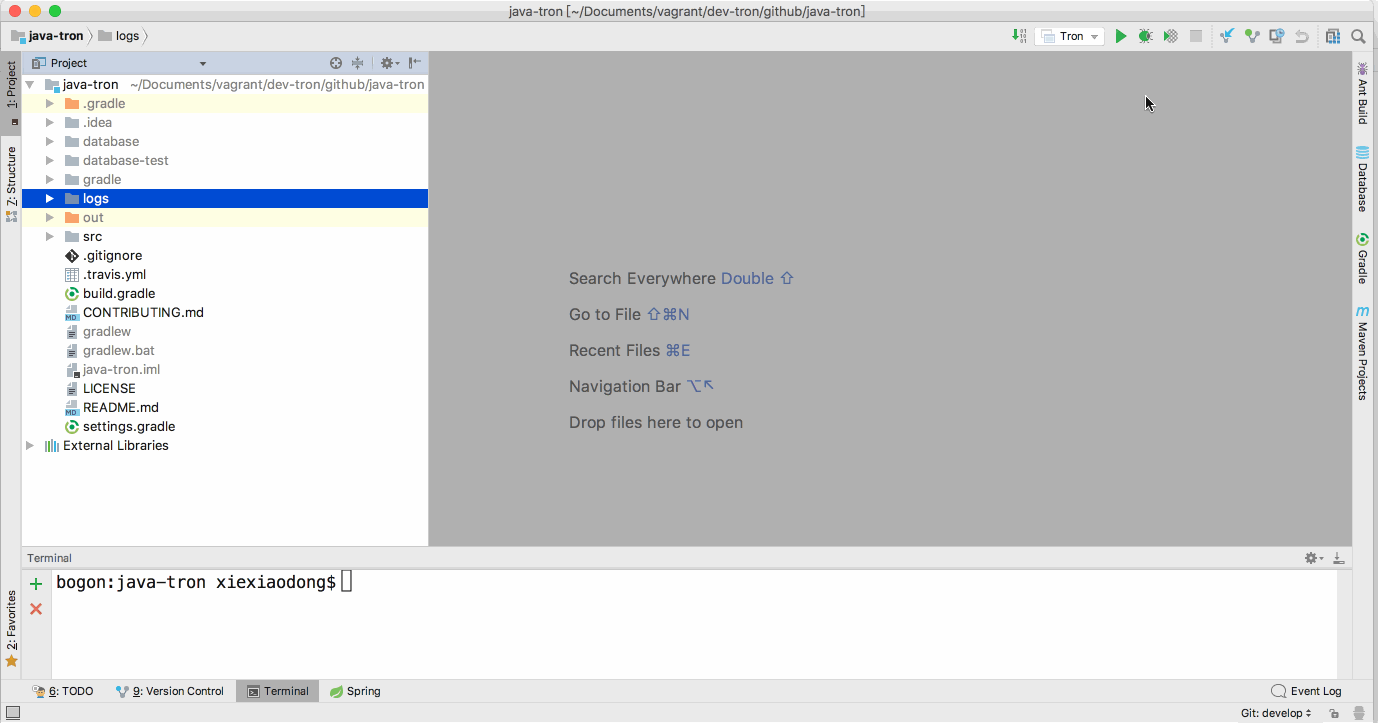 java-tron [~/Documents/vagrant/dev-tron/github/java-tron]
java-tron logs
Tron
Project
1: Project
Z: Structure
2: Favorites
java-tron ~/Documents/vagrant/dev-tron/github/java-tron
.gradle
.idea
database
database-test
gradle
logs
out
src
.gitignore
.travis.yml
build.gradle
CONTRIBUTING.md
gradlew
gradlew.bat
java-tron.iml
LICENSE
README.md
settings.gradle
External Libraries
Search Everywhere Double ⇧
Go to File ⇧⌘N
Recent Files ⌘E
Navigation Bar ⌥↖
Drop files here to open
Ant Build
Database
Gradle
m
Maven Projects
Terminal
bogon:java-tron xiexiaodong$
6: TODO
9: Version Control
Terminal
Spring
Event Log
Git: develop